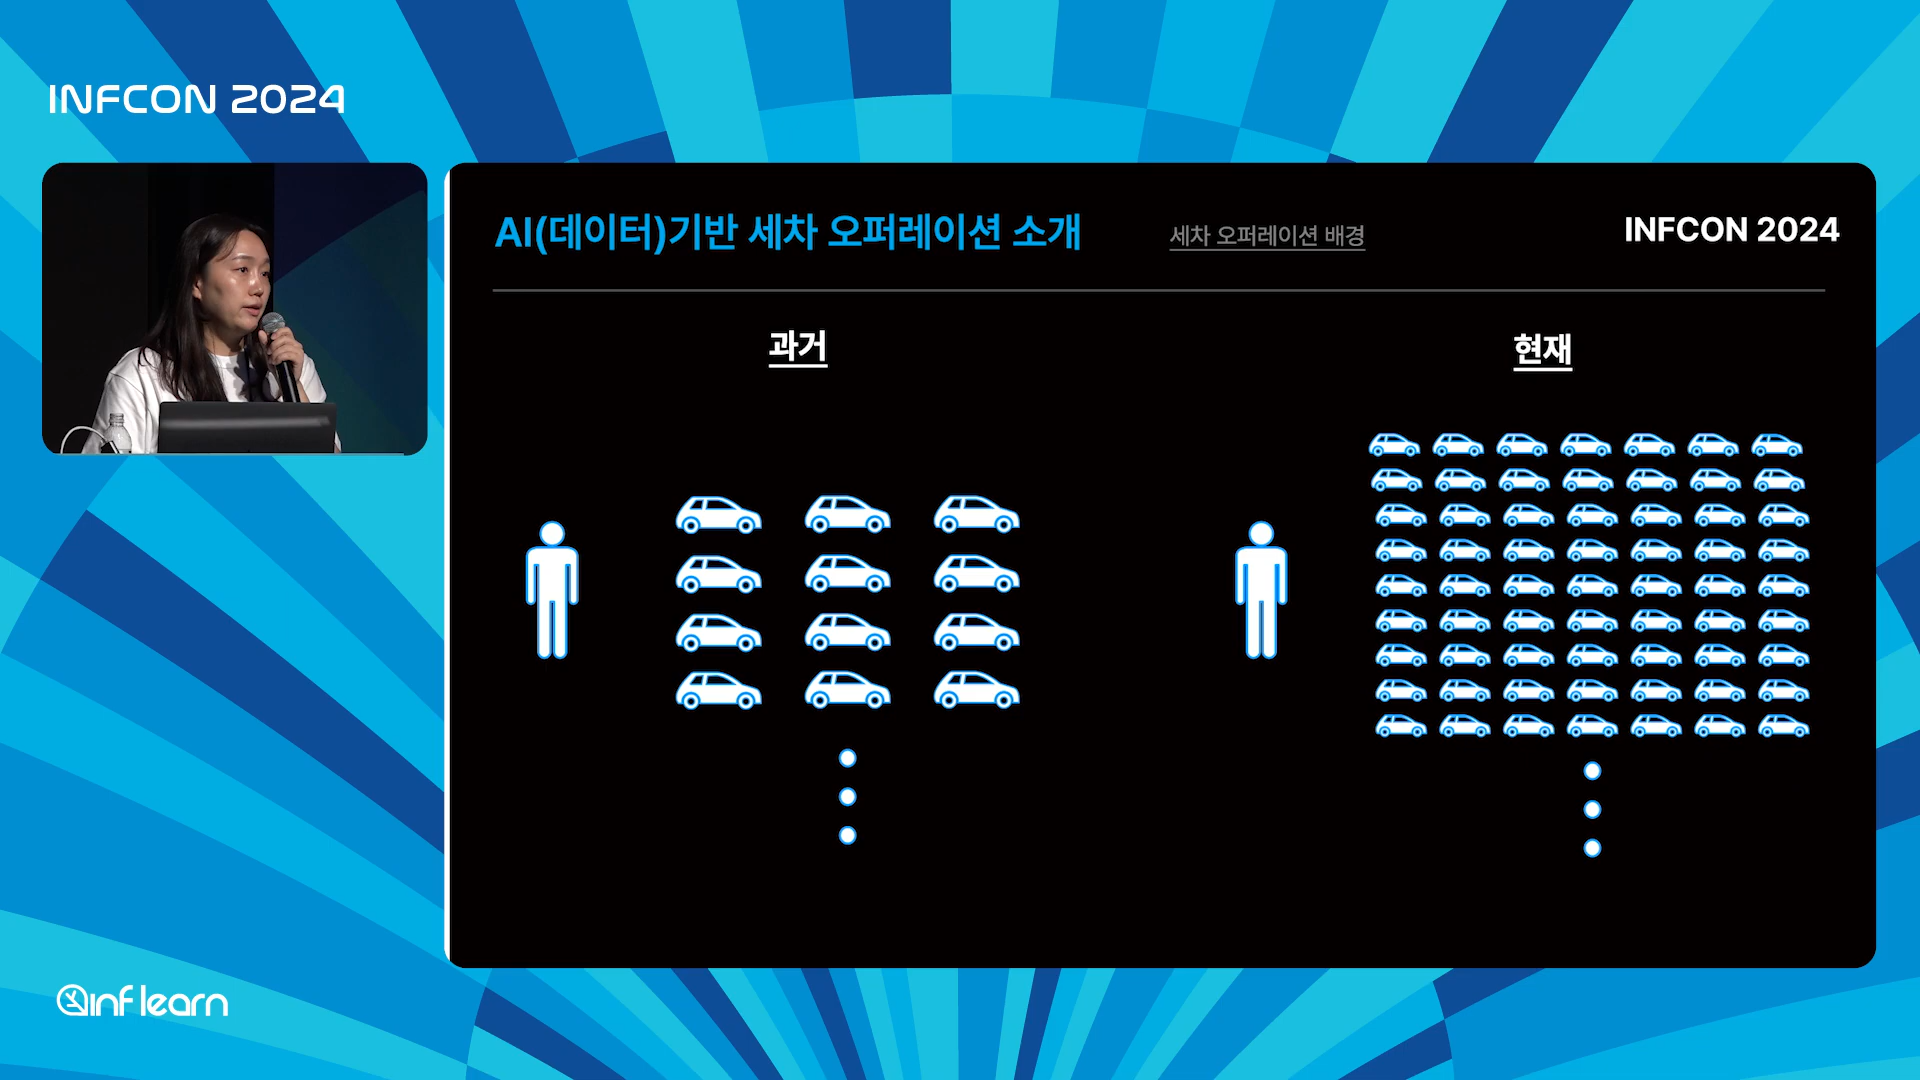 INFCON 2024
AI(데이터)기반 세차 오퍼레이션 소개
세차 오퍼레이션 배경
INFCON 2024
과거
현재
inflearn